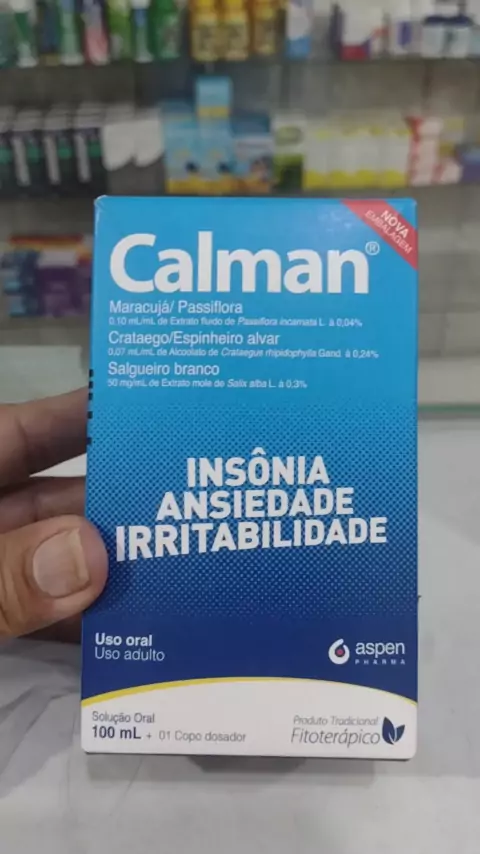 NOVA
EMBALAGEM
Calman®
Maracujá/ Passiflora
0,10 mL/mL de Extrato fluido de Passiflora incarnata L. à 0,04%
Crataego/Espinheiro alvar
0,07 mL/mL de Alcoolato de Crataegus rhipidophylla Gand. à 0,24%
Salgueiro branco
50 mg/mL de Extrato mole de Salix alba L. à 0,3%
INSÔNIA
ANSIEDADE
IRRITABILIDADE
Uso oral
Uso adulto
aspen
PHARMA
Solução Oral
100 mL + 01 Copo dosador
Produto Tradicional
Fitoterápico